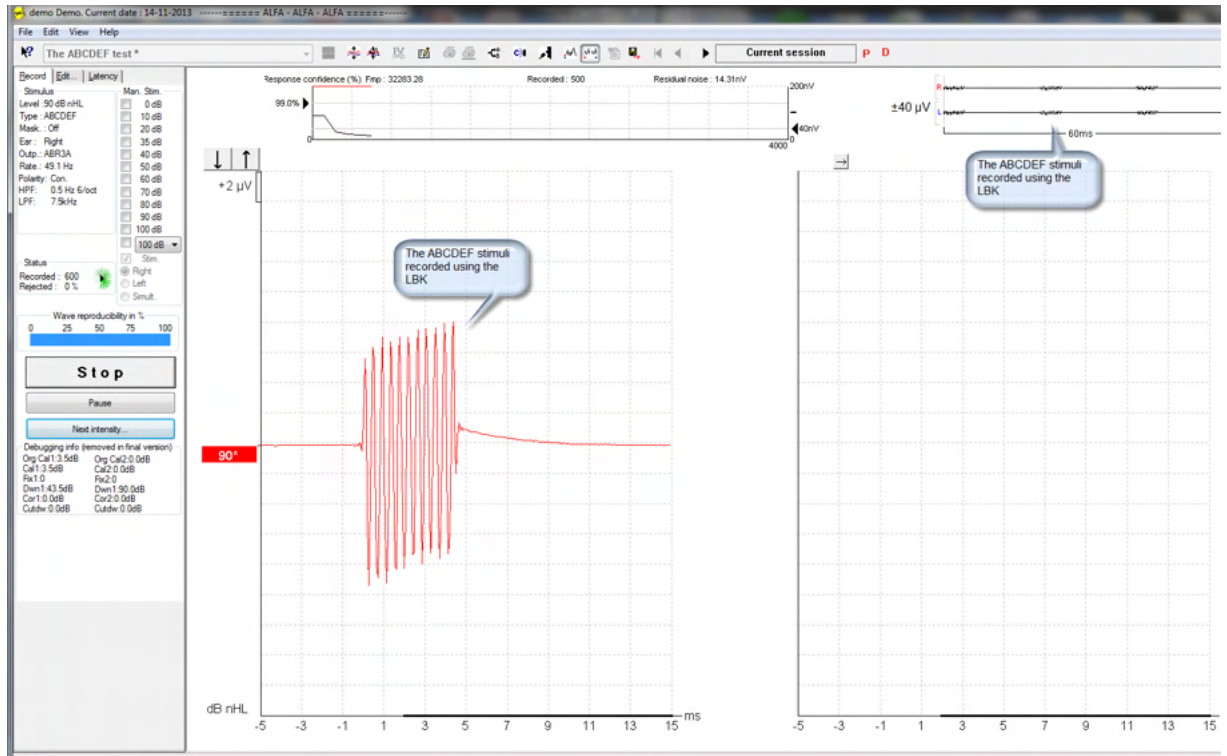 demo Demo. Current date : 14-11-2013 ------====== ALFA - ALFA - ALFA ======-----
File Edit View Help
The ABCDEF test *
Current session
P D
Record Edit... Latency
Stimulus
Level :90 dB nHL
Type : ABCDEF
Mask. : Off
Ear : Right
Outp.: ABR3A
Rate.: 49.1 Hz
Polarity: Con.
HPF: 0.5 Hz 6/oct
LPF: 7.5kHz
Man. Stim.
0 dB
10 dB
20 dB
35 dB
40 dB
50 dB
60 dB
70 dB
80 dB
90 dB
100 dB
100 dB
Stim.
Right
Left
Simult.
Status
Recorded : 600
Rejected : 0 %
Wave reproducibility in %
0 25 50 75 100
Stop
Pause
Next intensity...
Debugging info (removed in final version)
Org Cal1:3.5dB Org Cal2:0.0dB
Cal1:3.5dB Cal2:0.0dB
Fix1:0 Fix2:0
Dwn1:43.5dB Dwn1:90.0dB
Cor1:0.0dB Cor2:0.0dB
Cutdw:0.0dB Cutdw:0.0dB
Response confidence (%) Fmp : 32283.28 Recorded : 500 Residual noise : 14.31nV
99.0%
0
200nV
40nV
0
4000
±40 µV
R
L
60ms
The ABCDEF stimuli
recorded using the
LBK
+2 µV
The ABCDEF stimuli
recorded using the
LBK
90*
dB nHL
-5 -3 -1 1 3 5 7 9 11 13 15 ms
-5 -3 -1 1 3 5 7 9 11 13 15